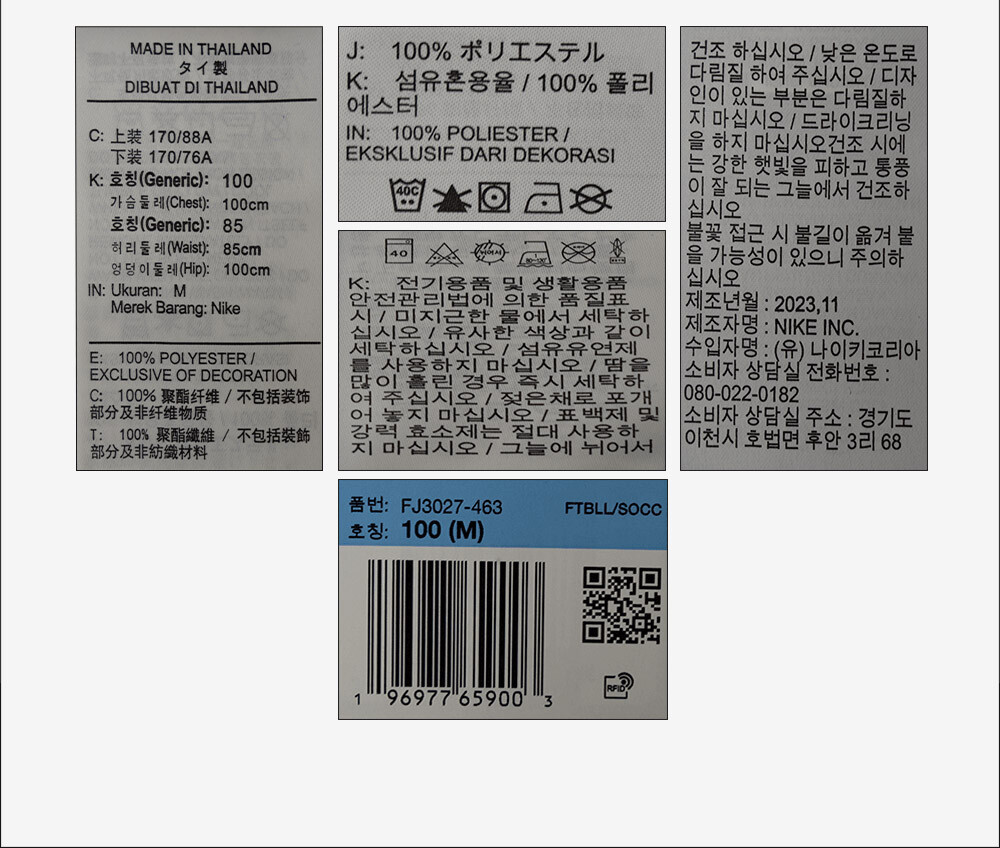 MADE IN THAILAND
タイ製
DIBUAT DI THAILAND
C: 上装 170/88A
下装 170/76A
K: 호칭(Generic): 100
가슴둘레(Chest): 100cm
호칭(Generic): 85
허리둘레(Waist): 85cm
엉덩이둘레(Hip): 100cm
IN: Ukuran: M
Merek Barang: Nike
E: 100% POLYESTER /
EXCLUSIVE OF DECORATION
C: 100% 聚酯纤维 / 不包括装饰
部分及非纤维物质
T: 100% 聚酯纖維 / 不包括裝飾
部分及非紡織材料
J: 100% ポリエステル
K: 섬유혼용율 / 100% 폴리
에스터
IN: 100% POLIESTER /
EKSKLUSIF DARI DEKORASI
40C
40
80~120℃
K: 전기용품 및 생활용품
안전관리법에 의한 품질표
시 / 미지근한 물에서 세탁하
십시오 / 유사한 색상과 같이
세탁하십시오 / 섬유유연제
를 사용하지 마십시오 / 땀을
많이 흘린 경우 즉시 세탁하
여 주십시오 / 젖은채로 포개
어 놓지 마십시오 / 표백제 및
강력 효소제는 절대 사용하
지 마십시오 / 그늘에 뉘어서
건조 하십시오 / 낮은 온도로
다림질 하여 주십시오 / 디자
인이 있는 부분은 다림질하
지 마십시오 / 드라이크리닝
을 하지 마십시오건조 시에
는 강한 햇빛을 피하고 통풍
이 잘 되는 그늘에서 건조하
십시오
불꽃 접근 시 불길이 옮겨 붙
을 가능성이 있으니 주의하
십시오
제조년월 : 2023,11
제조자명 : NIKE INC.
수입자명 : (유) 나이키코리아
소비자 상담실 전화번호 :
080-022-0182
소비자 상담실 주소 : 경기도
이천시 호법면 후안 3리 68
품번: FJ3027-463 FTBLL/SOCC
호칭: 100 (M)
1 96977 65900 3
RFID